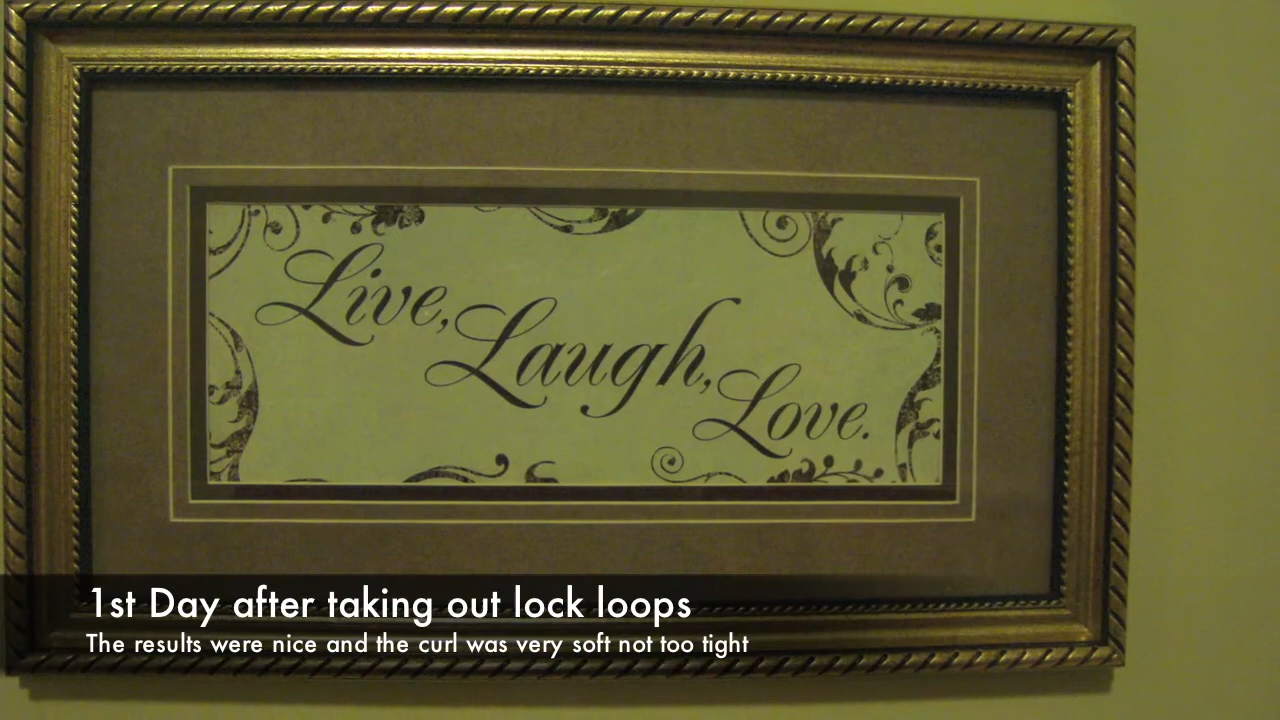 Live,
Laugh,
Love.
1st Day after taking out lock loops
The results were nice and the curl was very soft not too tight